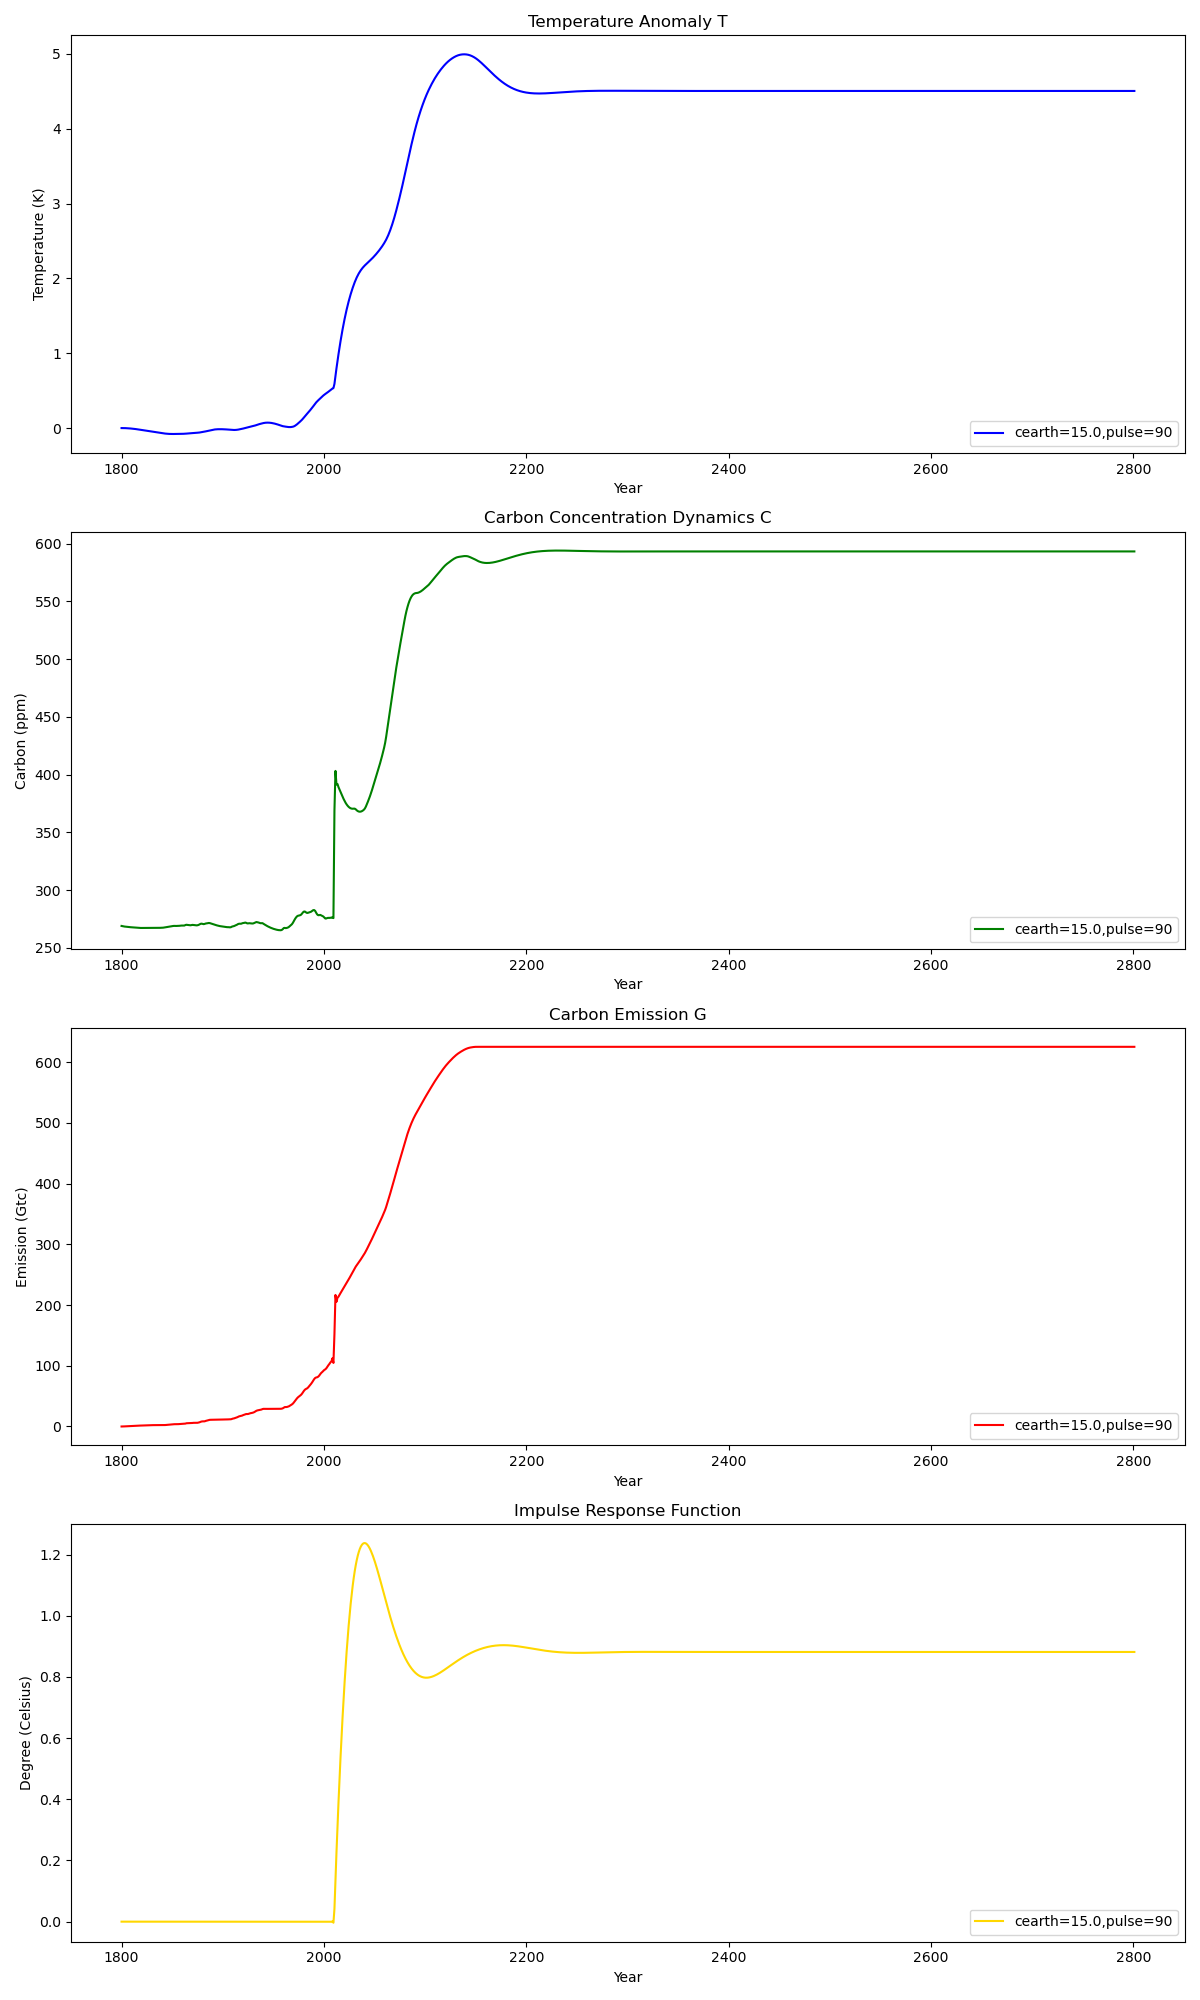 Temperature Anomaly T
5
4
3
2
1
0
Temperature (K)
cearth=15.0,pulse=90
1800 2000 2200 2400 2600 2800
Year
Carbon Concentration Dynamics C
600
550
500
450
400
350
300
250
Carbon (ppm)
cearth=15.0,pulse=90
1800 2000 2200 2400 2600 2800
Year
Carbon Emission G
600
500
400
300
200
100
0
Emission (Gtc)
cearth=15.0,pulse=90
1800 2000 2200 2400 2600 2800
Year
Impulse Response Function
1.2
1.0
0.8
0.6
0.4
0.2
0.0
Degree (Celsius)
cearth=15.0,pulse=90
1800 2000 2200 2400 2600 2800
Year